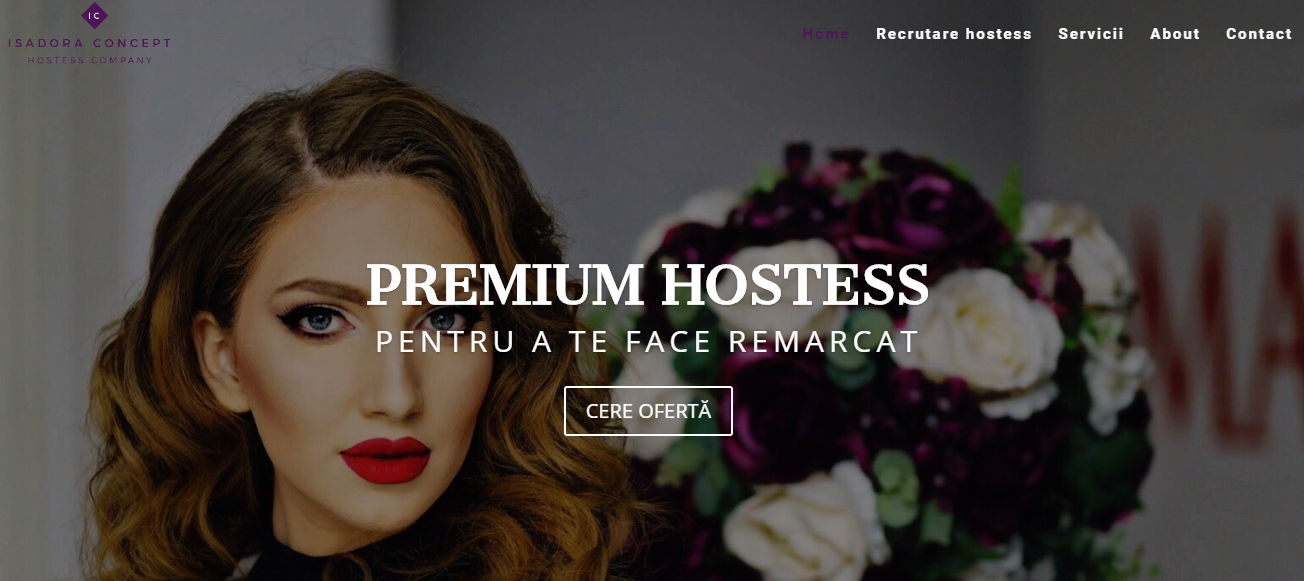 IC
ISADORA CONCEPT
HOSTESS COMPANY
Home Recrutare hostess Servicii About Contact
PREMIUM HOSTESS
PENTRU A TE FACE REMARCAT
CERE OFERTĂ
MA